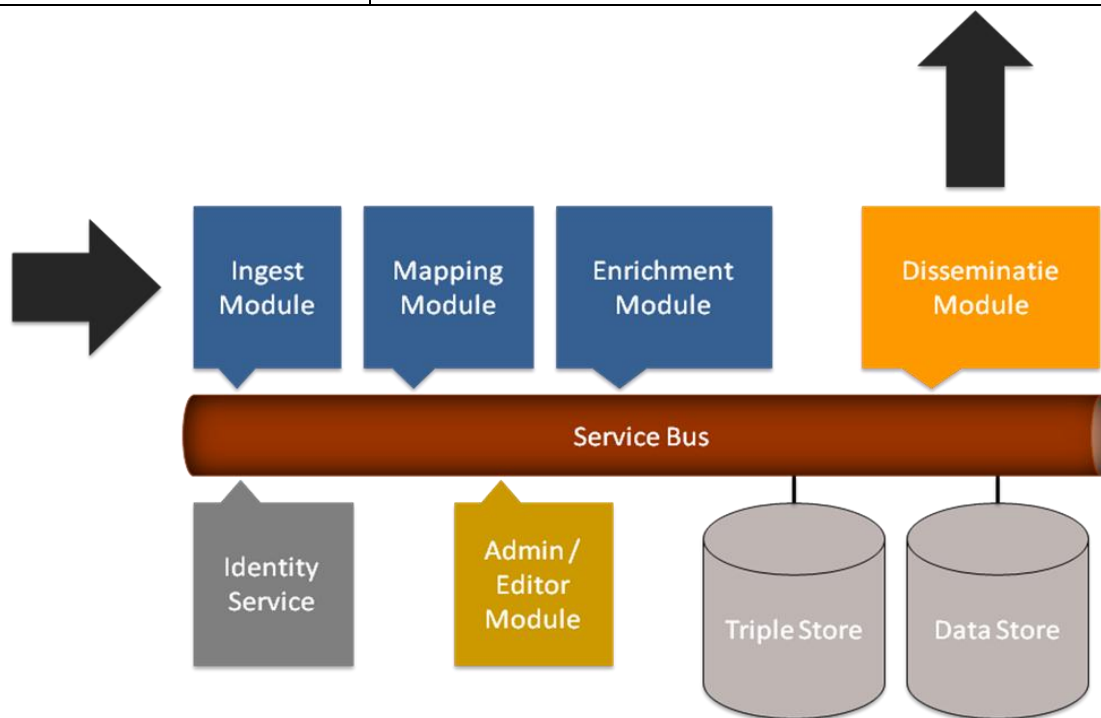 Ingest
Module
Mapping
Module
Enrichment
Module
Disseminatie
Module
Service Bus
Identity
Service
Admin /
Editor
Module
Triple Store
Data Store